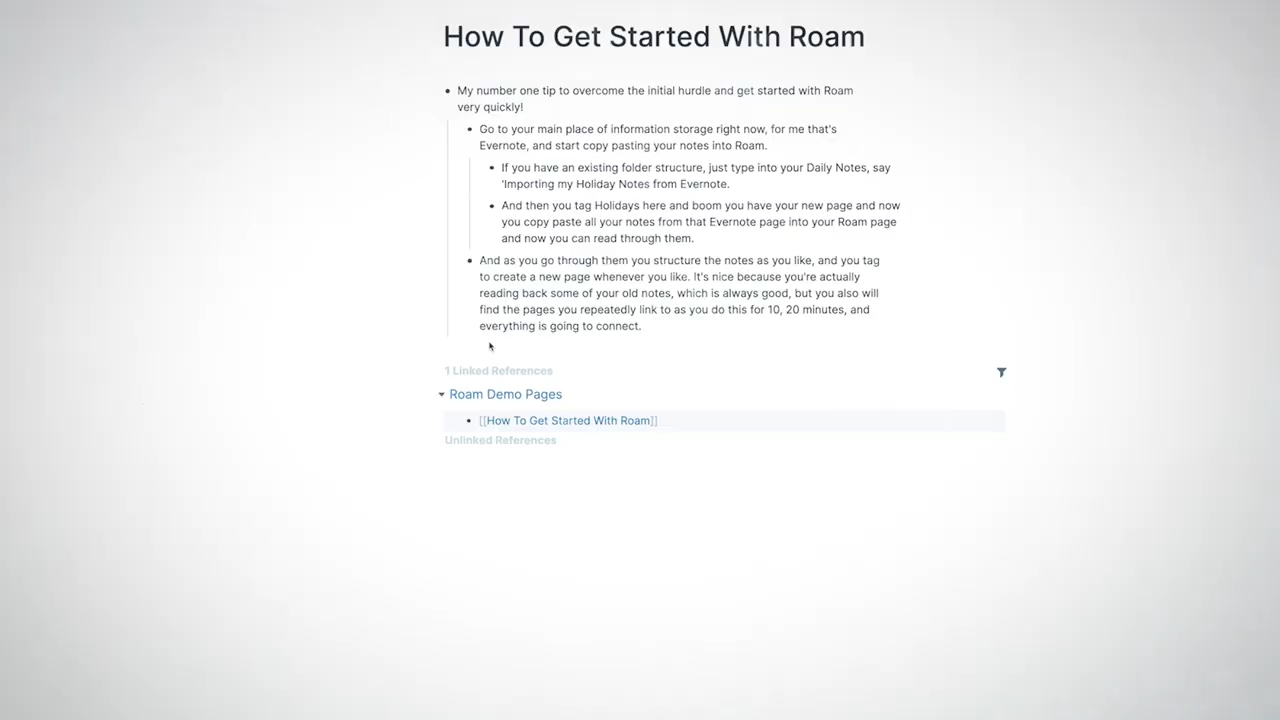 How To Get Started With Roam
My number one tip to overcome the initial hurdle and get started with Roam
very quickly!
Go to your main place of information storage right now, for me that's
Evernote, and start copy pasting your notes into Roam.
If you have an existing folder structure, just type into your Daily Notes, say
'Importing my Holiday Notes from Evernote.
And then you tag Holidays here and boom you have your new page and now
you copy paste all your notes from that Evernote page into your Roam page
and now you can read through them.
And as you go through them you structure the notes as you like, and you tag
to create a new page whenever you like. It's nice because you're actually
reading back some of your old notes, which is always good, but you also will
find the pages you repeatedly link to as you do this for 10, 20 minutes, and
everything is going to connect.
1 Linked References
Roam Demo Pages
[[How To Get Started With Roam]]
Unlinked References